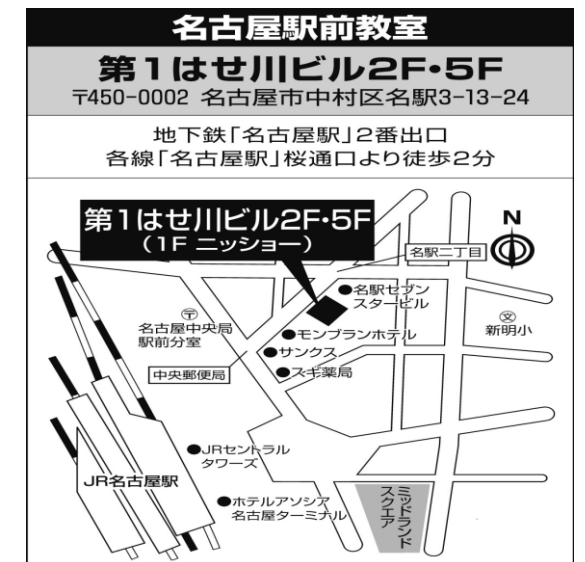 名古屋駅前教室
第1はせ川ビル2F・5F
〒450-0002 名古屋市中村区名駅3-13-24
地下鉄「名古屋駅」2番出口
各線「名古屋駅」桜通口より徒歩2分
第1はせ川ビル2F・5F
(1F ニッショー)
N
名駅二丁目
●名駅セブン
スタービル
〒
名古屋中央局
駅前分室
文
新明小
●モンブランホテル
●サンクス
中央郵便局
●スギ薬局
●JRセントラル
タワーズ
JR名古屋駅
●ホテルアソシア
名古屋ターミナル
ミッドランド
スクエア